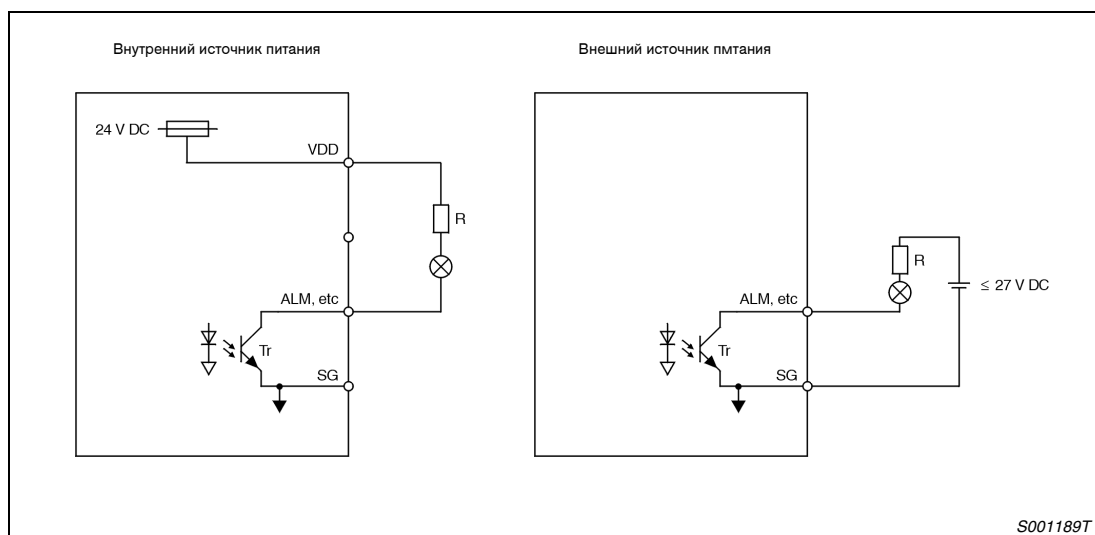 Внутренний источник питания
Внешний источник пмтания
24 V DC
VDD
R
ALM, etc
Tr
SG
R
≤ 27 V DC
ALM, etc
Tr
SG
S001189T